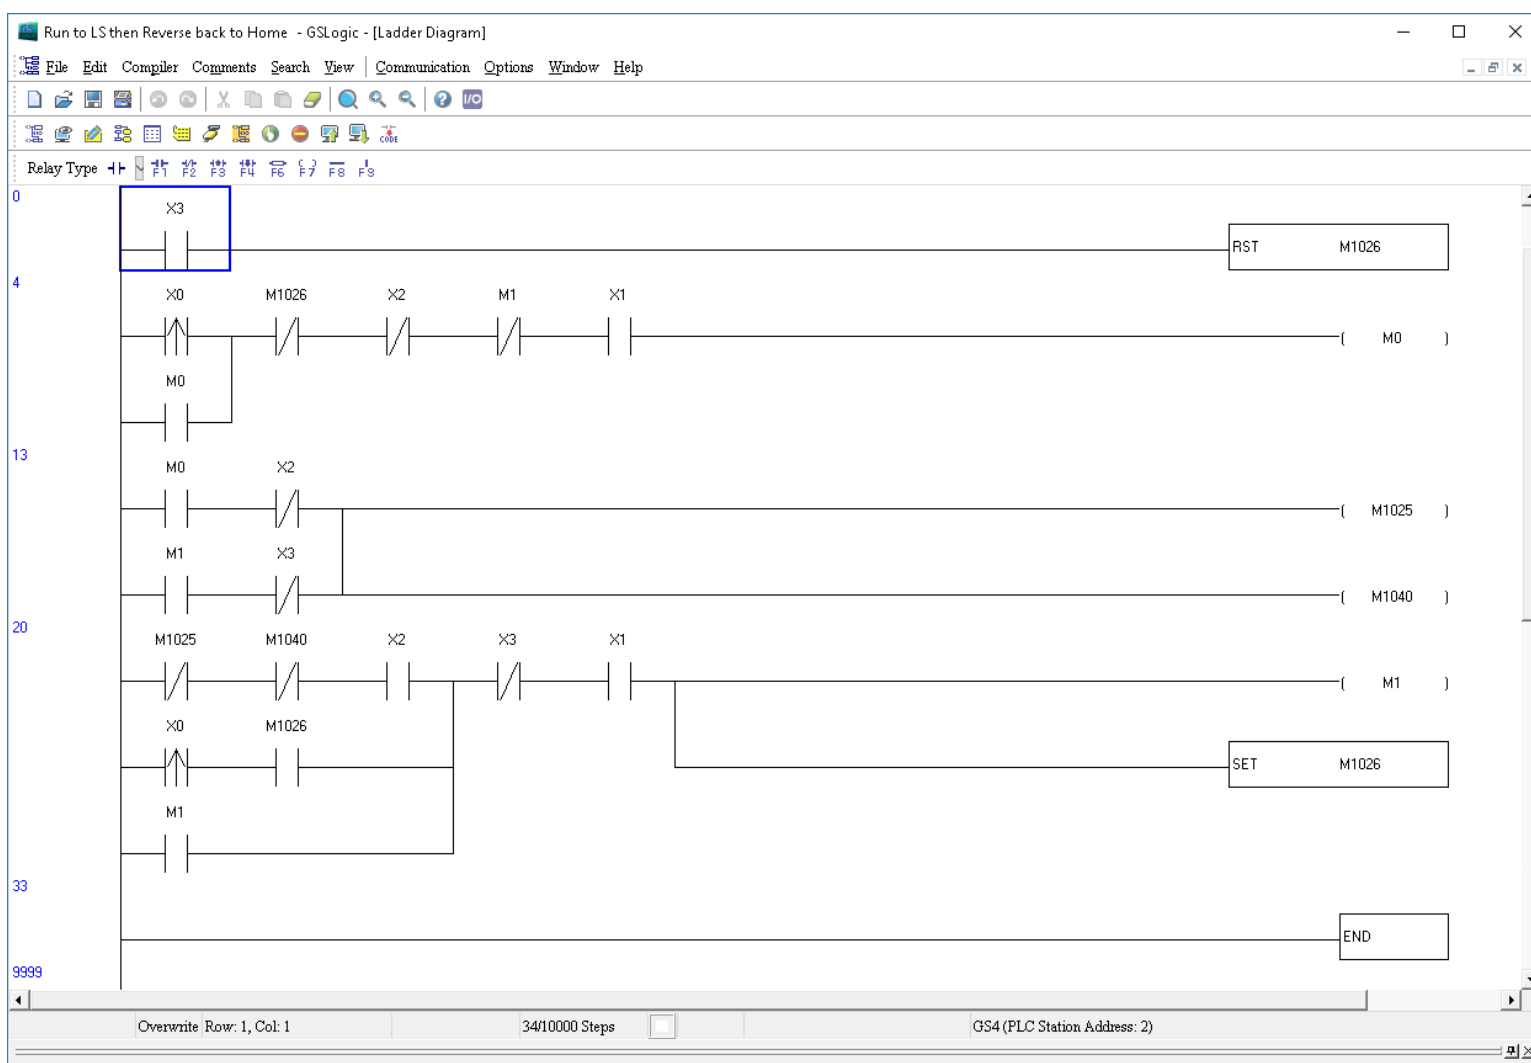 Run to LS then Reverse back to Home - GSLogic - [Ladder Diagram]
File Edit Compiler Comments Search View Communication Options Window Help
I/O
CODE
Relay Type F1 F2 F3 F4 F6 F7 F8 F9
0
X3
RST M1026
4
X0 M1026 X2 M1 X1
( M0 )
M0
13
M0 X2
( M1025 )
M1 X3
( M1040 )
20
M1025 M1040 X2 X3 X1
( M1 )
X0 M1026
SET M1026
M1
33
END
9999
Overwrite Row: 1, Col: 1 34/10000 Steps GS4 (PLC Station Address: 2)